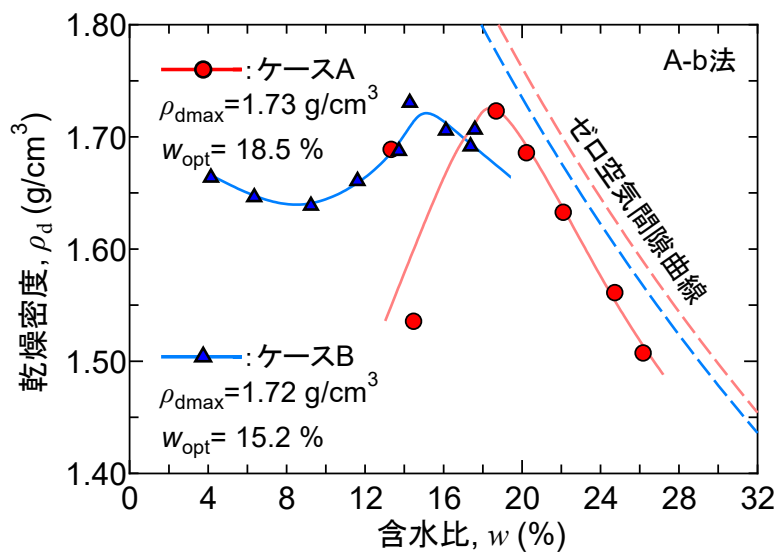 1.80
1.70
1.60
1.50
1.40
乾燥密度, ρd (g/cm3)
A-b法
: ケースA
ρdmax=1.73 g/cm3
wopt= 18.5 %
ゼロ空気間隙曲線
: ケースB
ρdmax=1.72 g/cm3
wopt= 15.2 %
0 4 8 12 16 20 24 28 32
含水比, w (%)